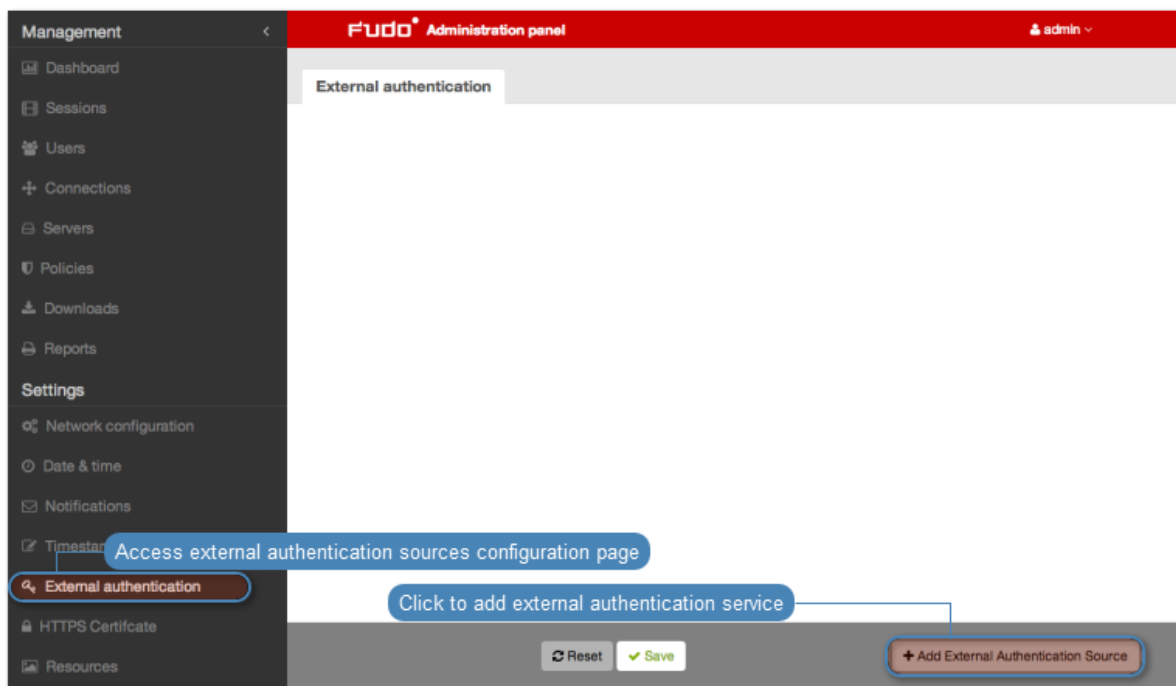 Management
FUDO Administration panel
admin
Dashboard
External authentication
Sessions
Users
Connections
Servers
Policies
Downloads
Reports
Settings
Network configuration
Date & time
Notifications
Access external authentication sources configuration page
External authentication
Click to add external authentication service
HTTPS Certifcate
Reset
Save
+ Add External Authentication Source
Resources